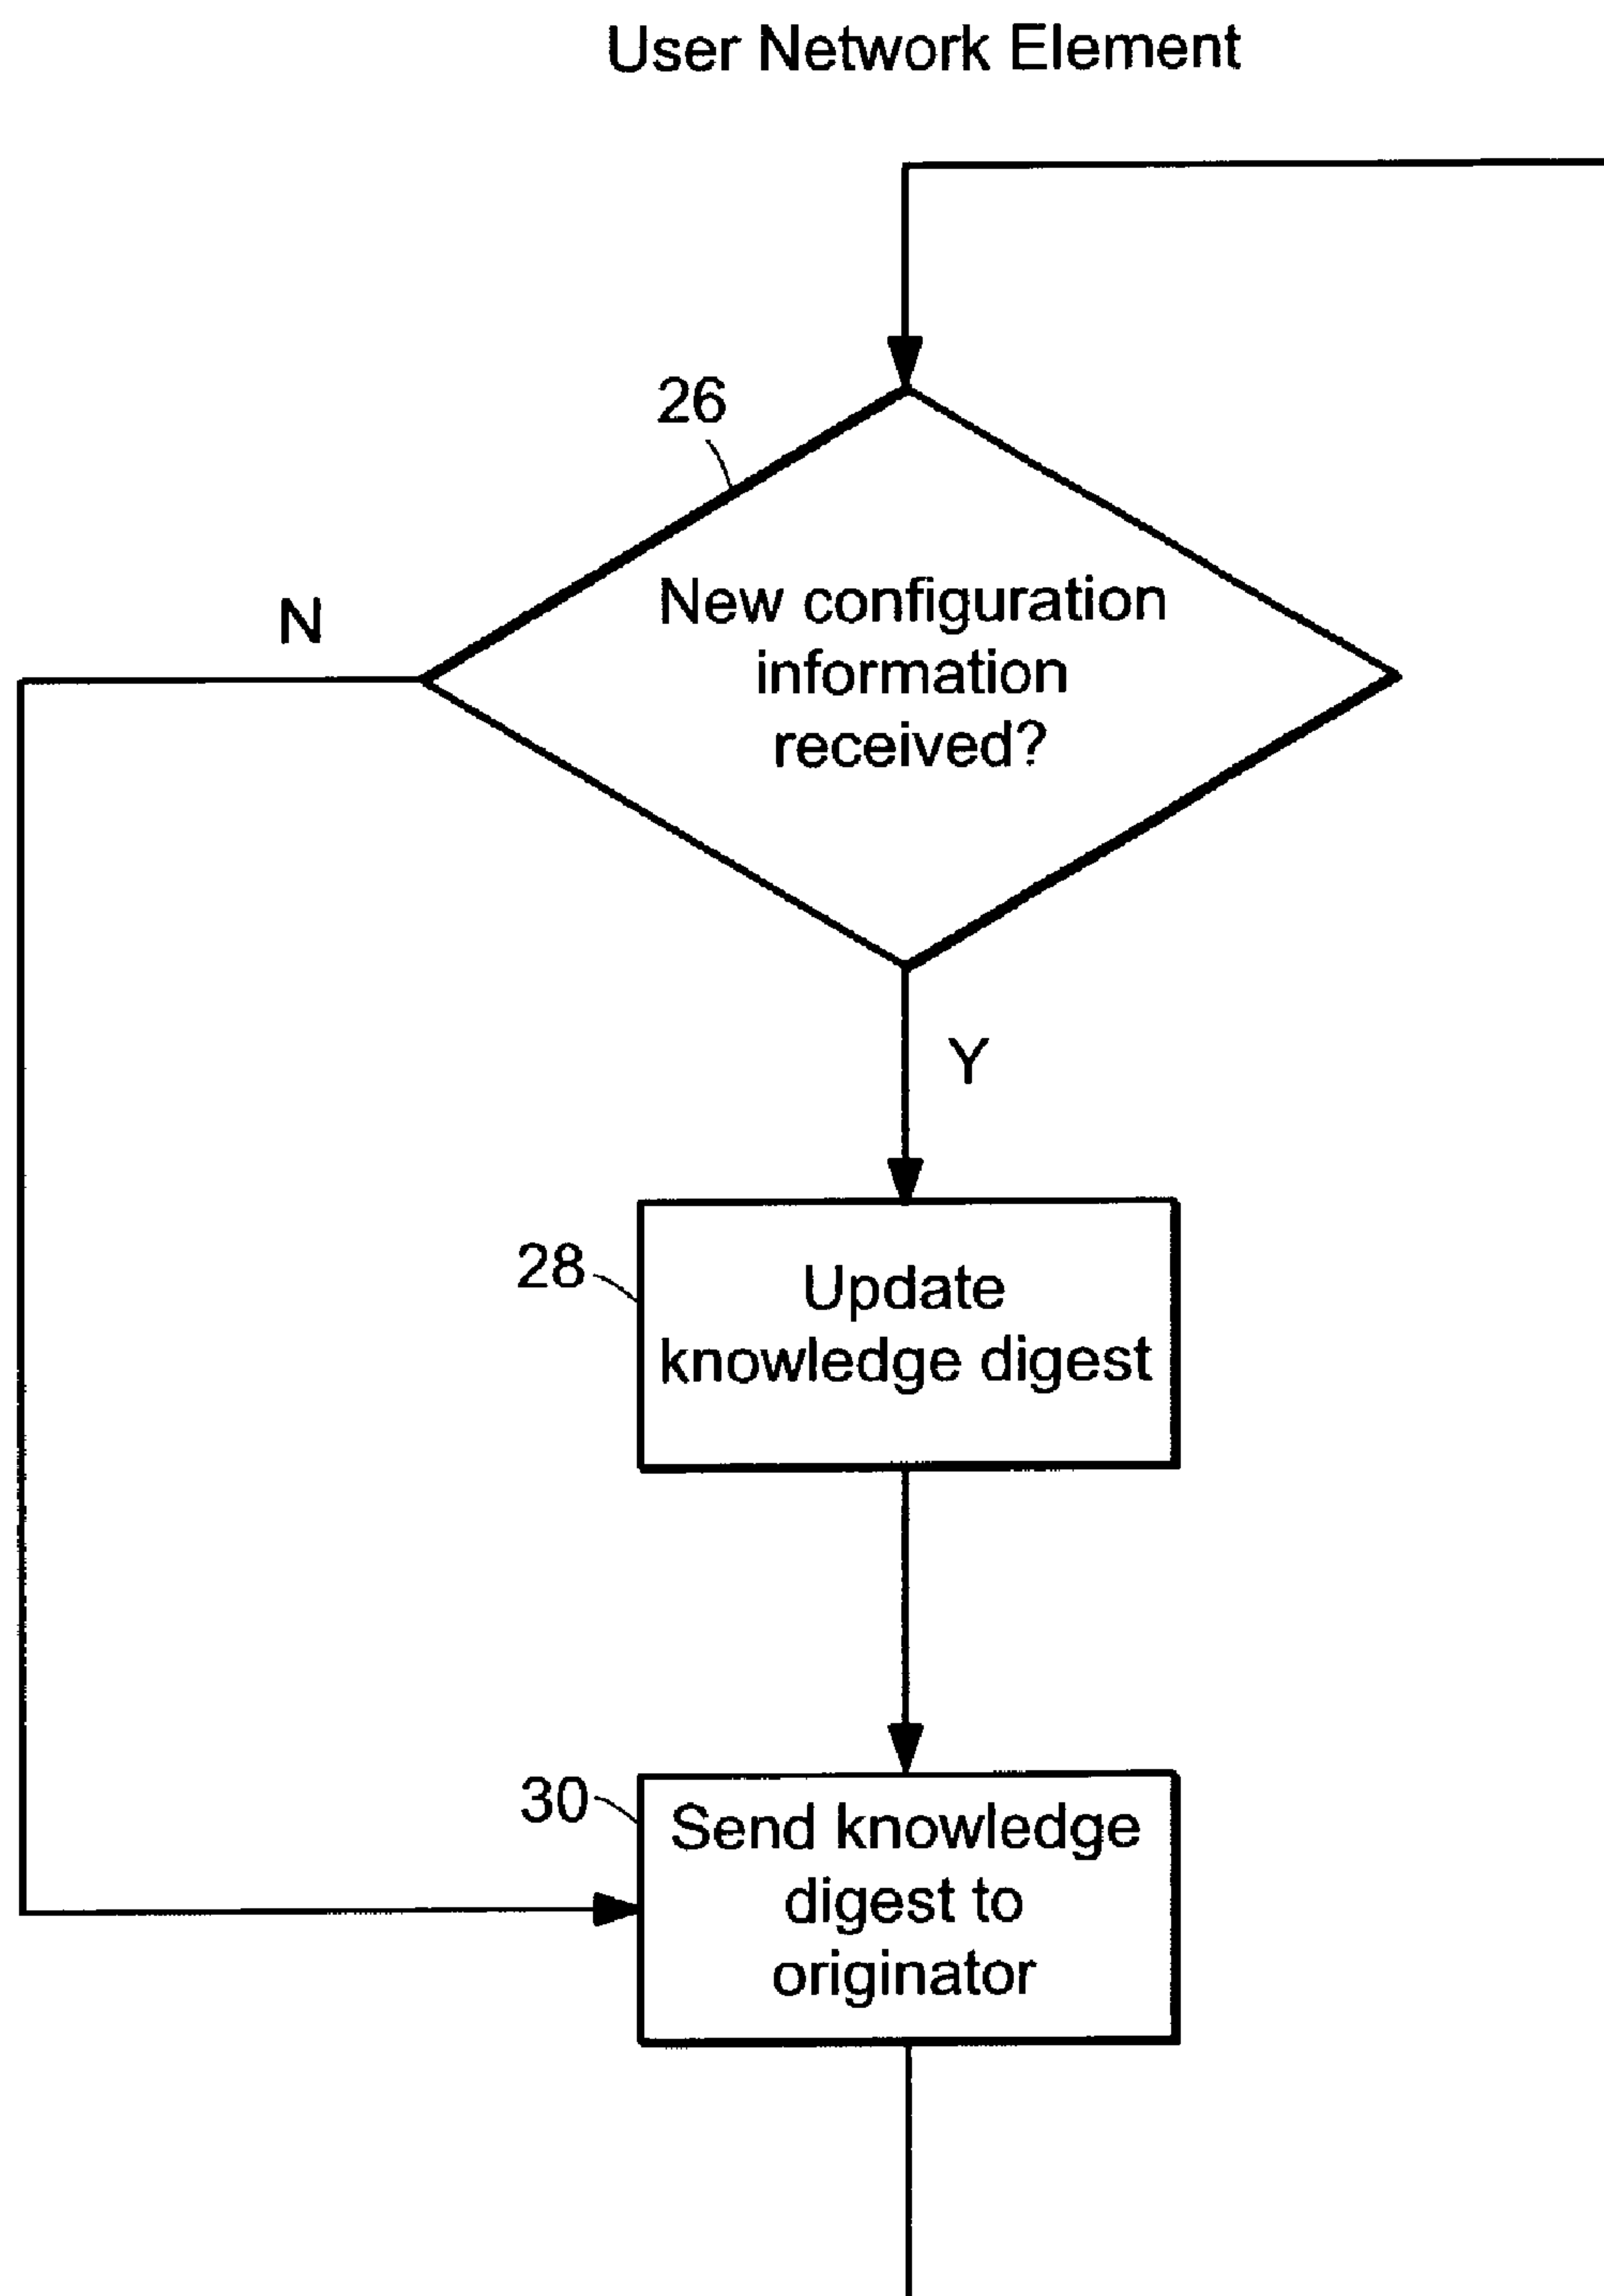 User Network Element
26
New configuration
information
received?
N
Y
28
Update
knowledge digest
30
Send knowledge
digest to
originator